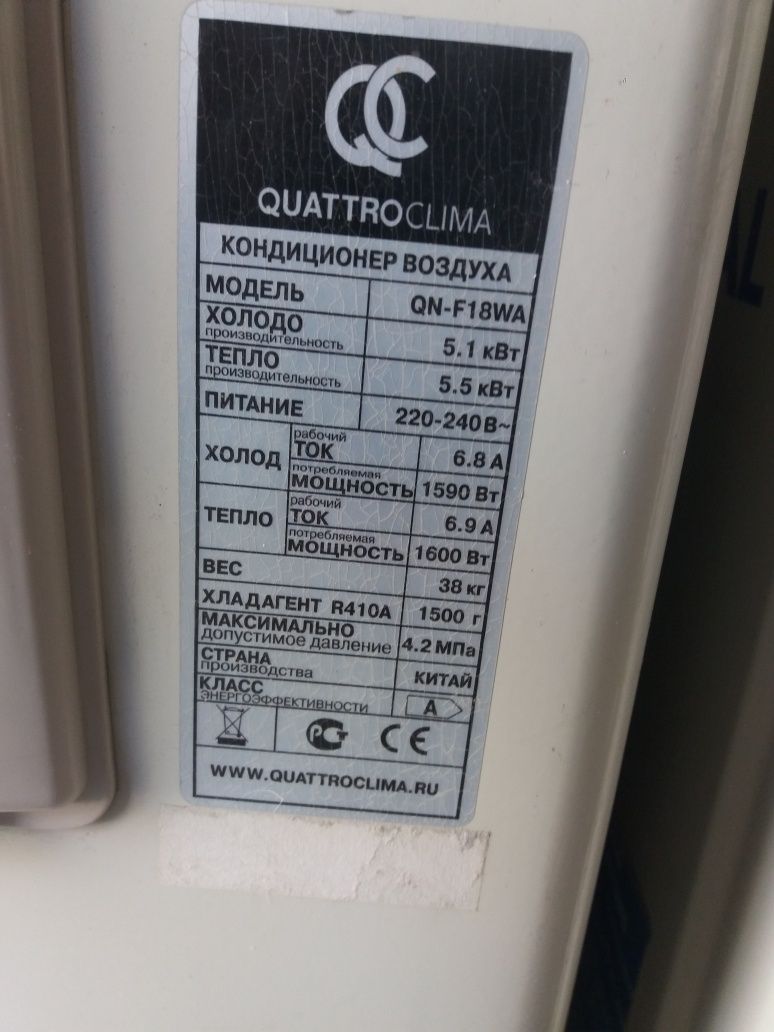 QC
QUATTROCLIMA
КОНДИЦИОНЕР ВОЗДУХА
МОДЕЛЬ QN-F18WA
ХОЛОДО
производительность 5.1 кВт
ТЕПЛО
производительность 5.5 кВт
ПИТАНИЕ 220-240В~
ХОЛОД рабочий
ТОК 6.8 А
потребляемая
МОЩНОСТЬ 1590 Вт
ТЕПЛО рабочий
ТОК 6.9 А
потребляемая
МОЩНОСТЬ 1600 Вт
ВЕС 38 кг
ХЛАДАГЕНТ R410A 1500 г
МАКСИМАЛЬНО
допустимое давление 4.2 МПа
СТРАНА
производства КИТАЙ
КЛАСС
ЭНЕРГОЭФФЕКТИВНОСТИ A
РСТ CE
WWW.QUATTROCLIMA.RU